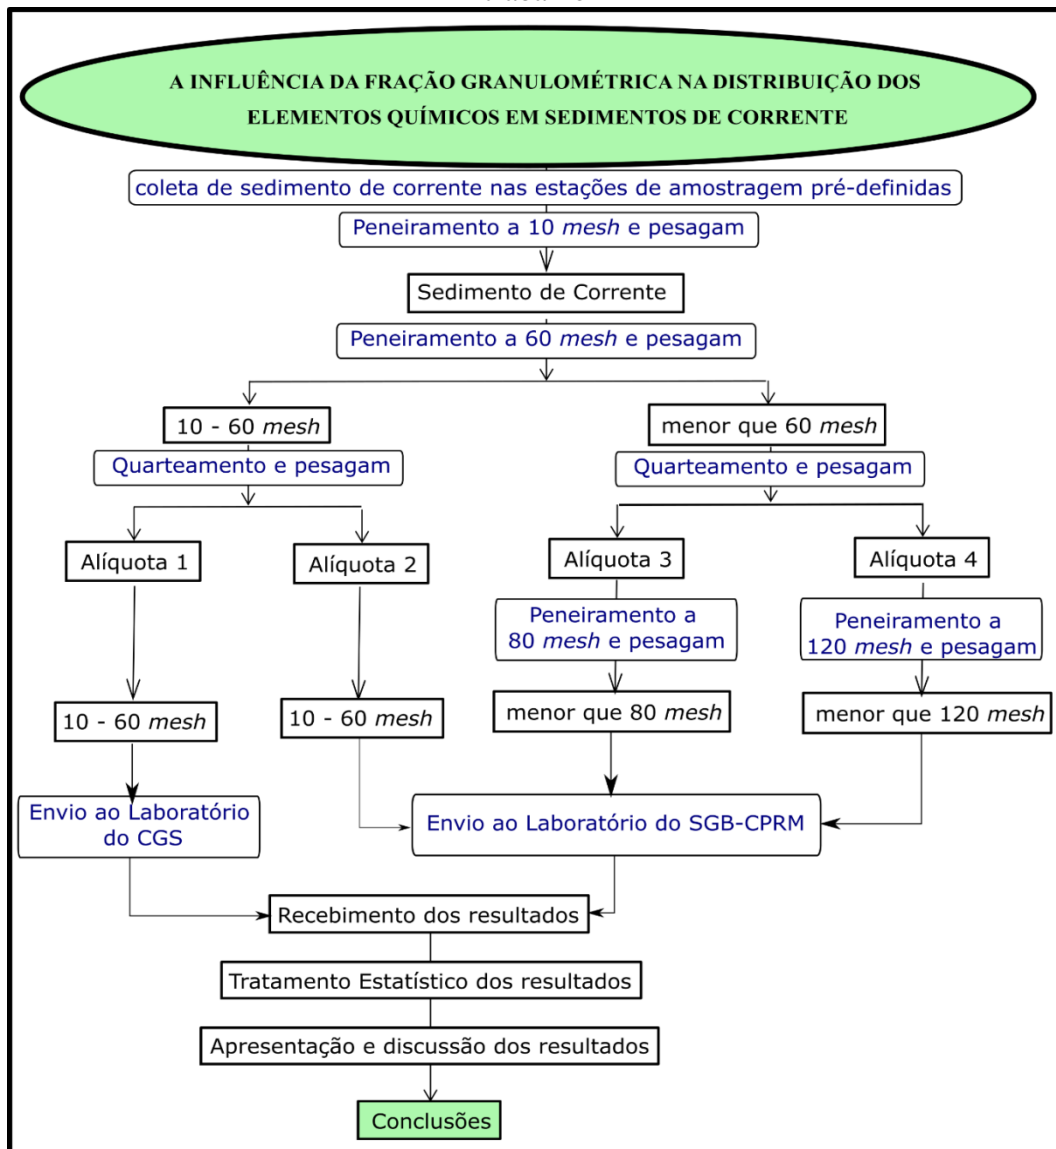 A INFLUÊNCIA DA FRAÇÃO GRANULOMÉTRICA NA DISTRIBUIÇÃO DOS
ELEMENTOS QUÍMICOS EM SEDIMENTOS DE CORRENTE
coleta de sedimento de corrente nas estações de amostragem pré-definidas
Peneiramento a 10 mesh e pesagam
Sedimento de Corrente
Peneiramento a 60 mesh e pesagam
10 - 60 mesh
menor que 60 mesh
Quarteamento e pesagam
Quarteamento e pesagam
Alíquota 1
Alíquota 2
Alíquota 3
Alíquota 4
Peneiramento a
80 mesh e pesagam
Peneiramento a
120 mesh e pesagam
10 - 60 mesh
10 - 60 mesh
menor que 80 mesh
menor que 120 mesh
Envio ao Laboratório
do CGS
Envio ao Laboratório do SGB-CPRM
Recebimento dos resultados
Tratamento Estatístico dos resultados
Apresentação e discussão dos resultados
Conclusões